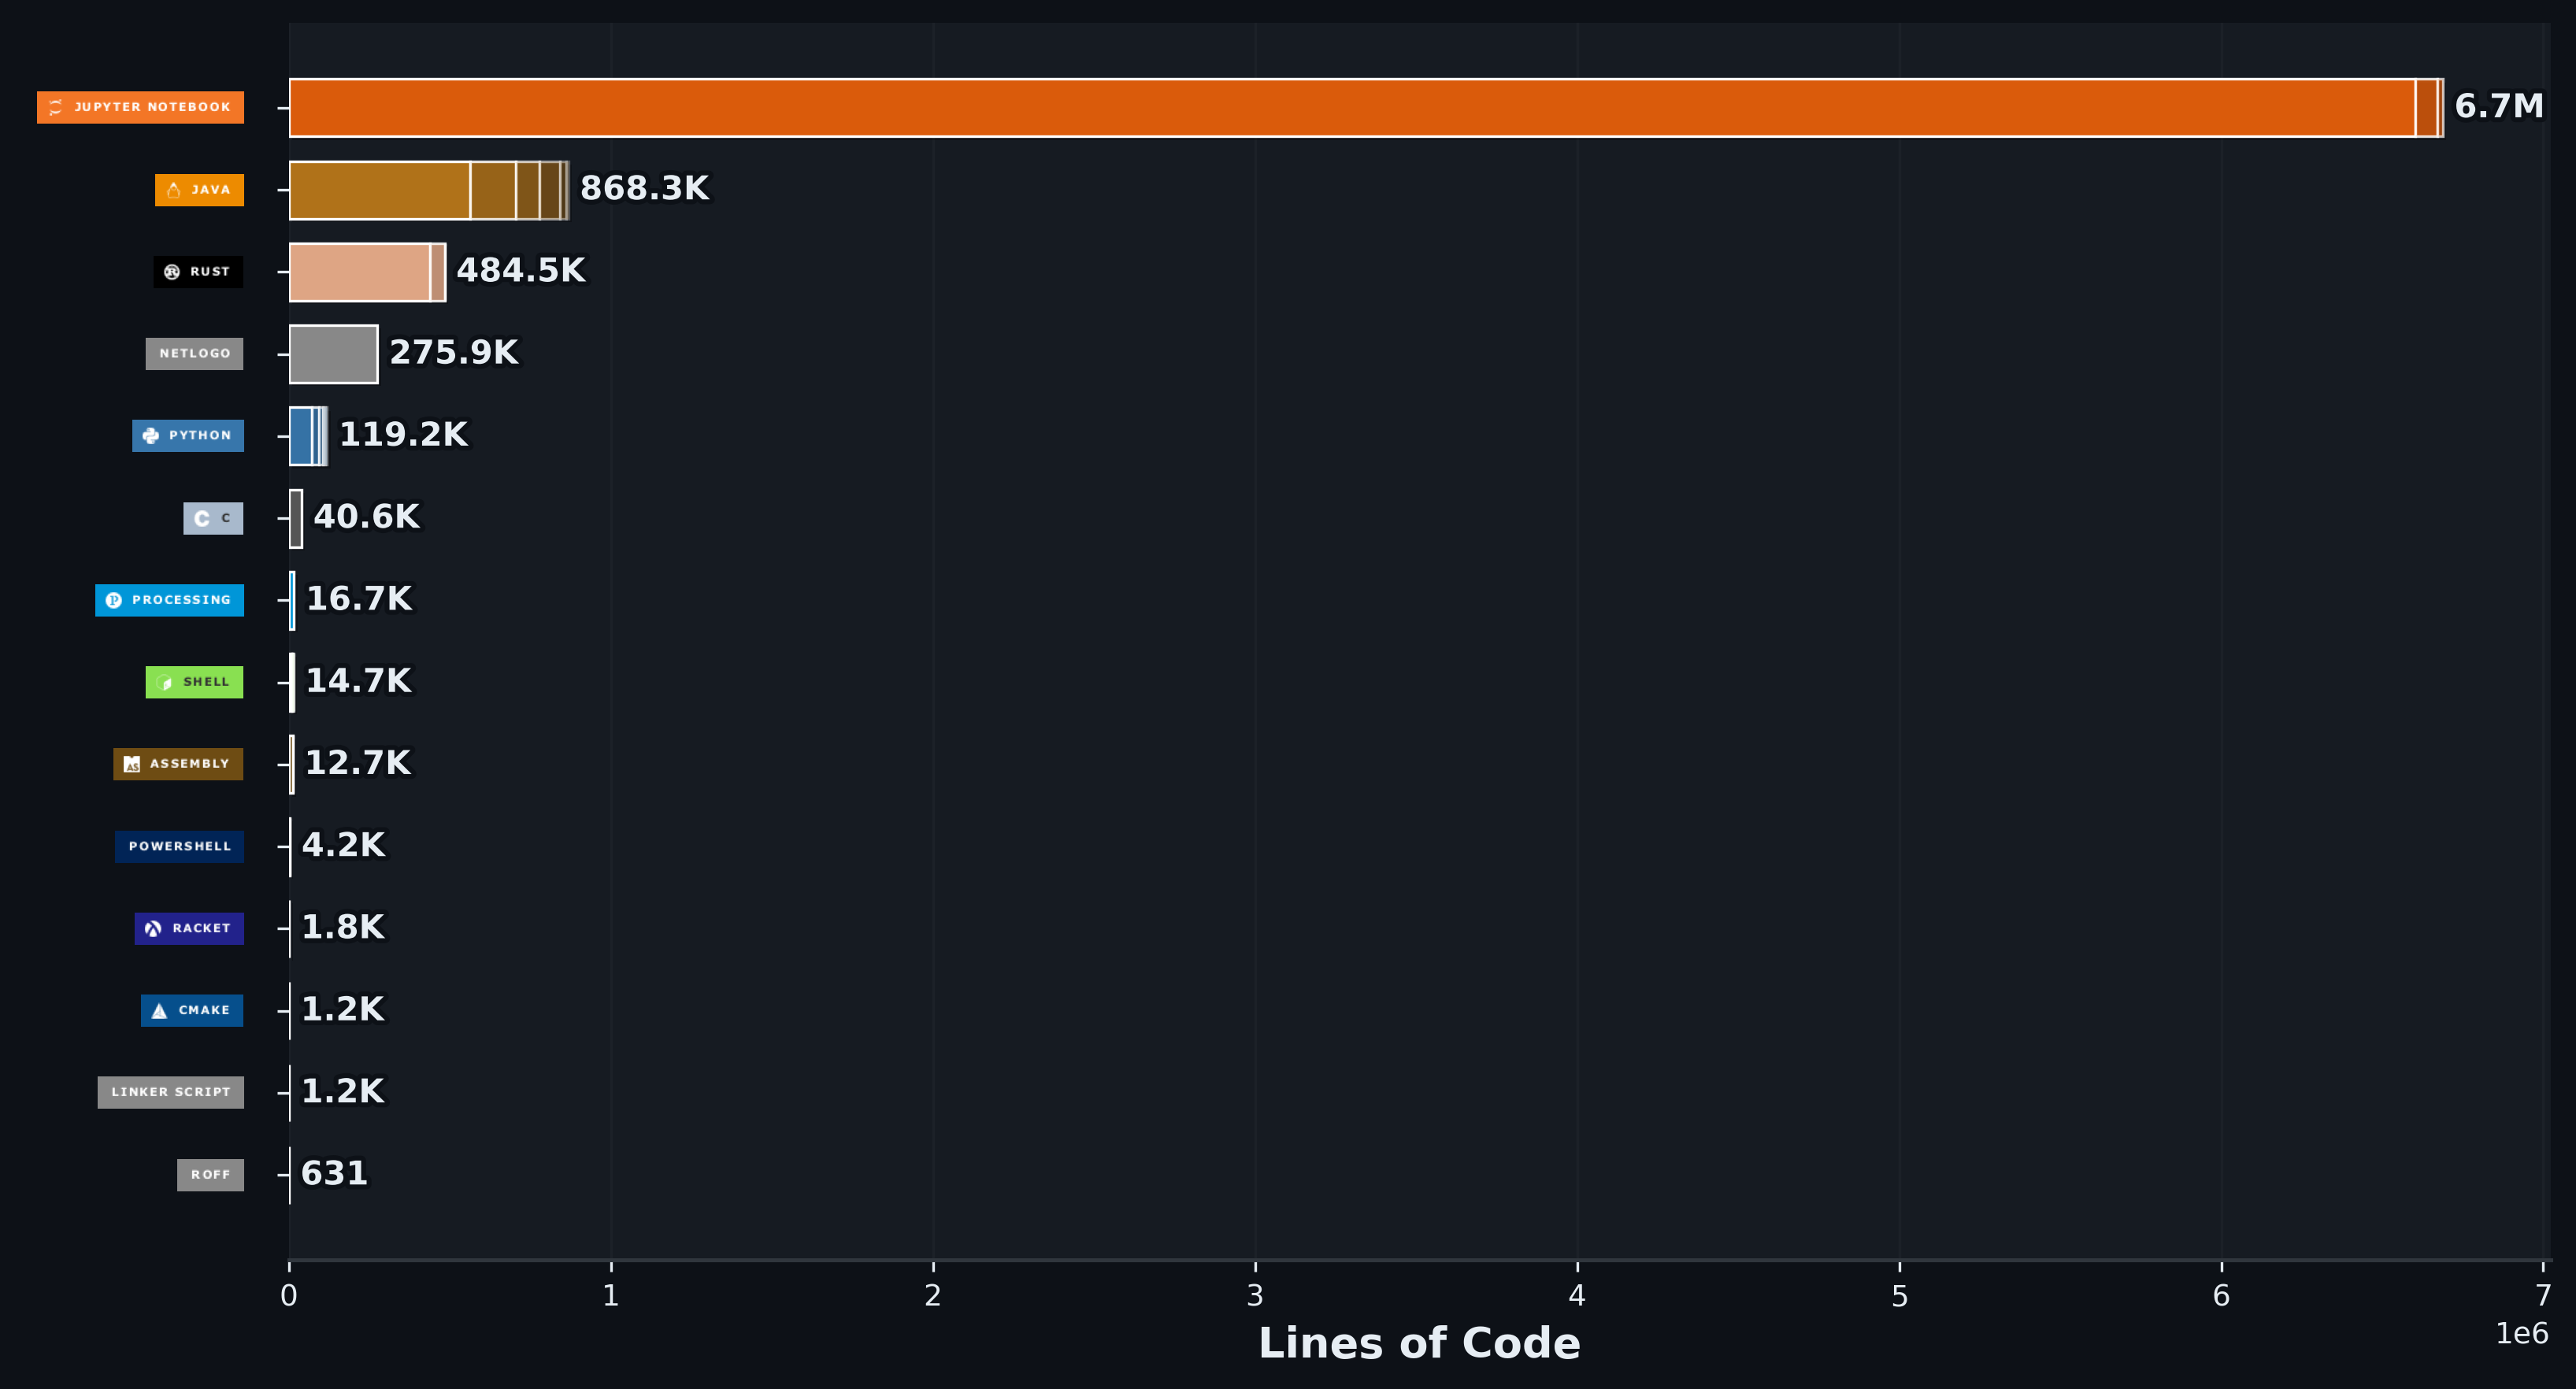 JUPYTER NOTEBOOK 6.7M
JAVA 868.3K
RUST 484.5K
NETLOGO 275.9K
PYTHON 119.2K
C C 40.6K
P PROCESSING 16.7K
SHELL 14.7K
AS ASSEMBLY 12.7K
POWERSHELL 4.2K
RACKET 1.8K
CMAKE 1.2K
LINKER SCRIPT 1.2K
ROFF 631
0 1 2 3 4 5 6 7
1e6
Lines of Code